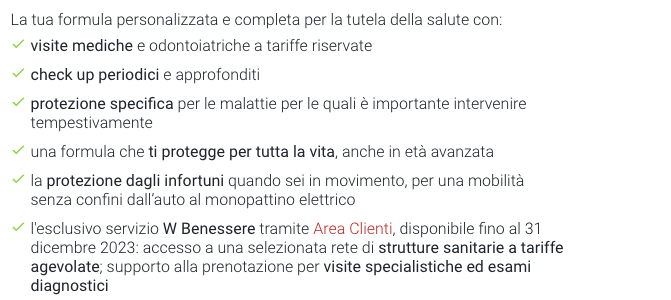 La tua formula personalizzata e completa per la tutela della salute con:
visite mediche e odontoiatriche a tariffe riservate
check up periodici e approfonditi
protezione specifica per le malattie per le quali è importante intervenire
tempestivamente
una formula che ti protegge per tutta la vita, anche in età avanzata
la protezione dagli infortuni quando sei in movimento, per una mobilità
senza confini dall'auto al monopattino elettrico
l'esclusivo servizio W Benessere tramite Area Clienti, disponibile fino al 31
dicembre 2023: accesso a una selezionata rete di strutture sanitarie a tariffe
agevolate; supporto alla prenotazione per visite specialistiche ed esami
diagnostici